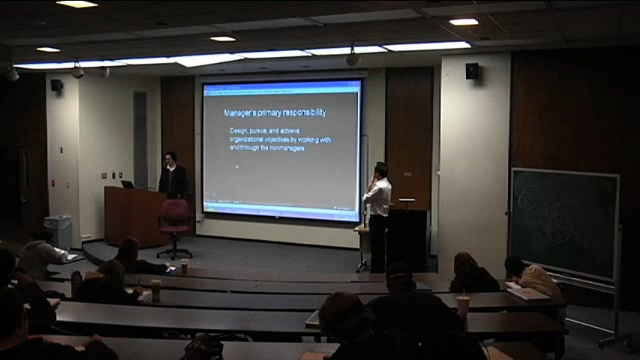 Manager's primary responsibility
Design, pursue, and achieve
organizational objectives by working with
and through the nonmanagers